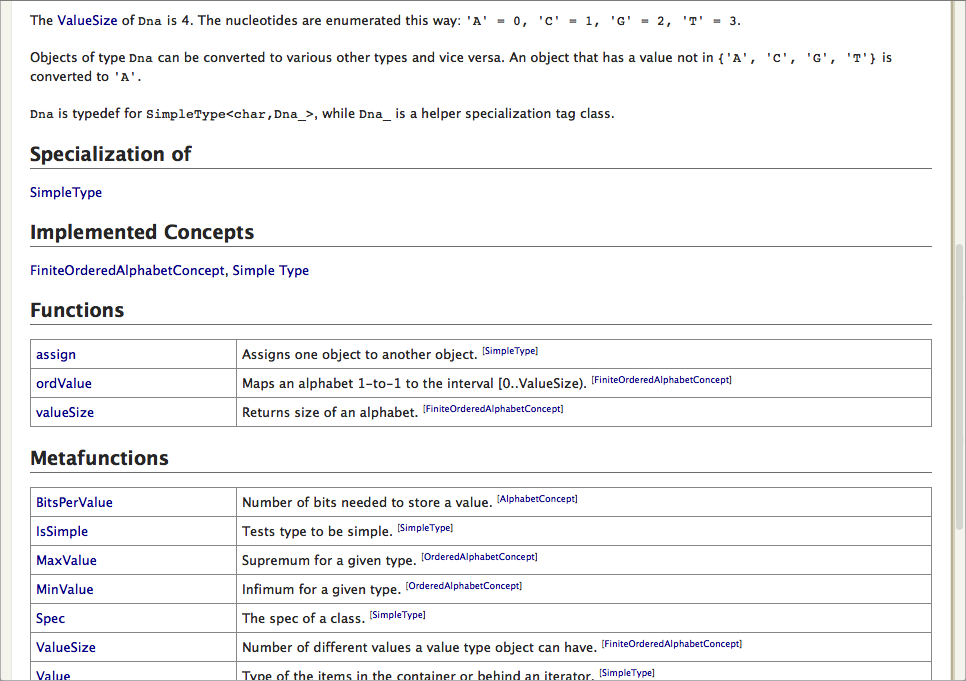 The ValueSize of Dna is 4. The nucleotides are enumerated this way: 'A' = 0, 'C' = 1, 'G' = 2, 'T' = 3.
Objects of type Dna can be converted to various other types and vice versa. An object that has a value not in {'A', 'C', 'G', 'T'} is
converted to 'A'.
Dna is typedef for SimpleType<char,Dna_>, while Dna_ is a helper specialization tag class.
Specialization of
SimpleType
Implemented Concepts
FiniteOrderedAlphabetConcept, Simple Type
Functions
assign Assigns one object to another object. [SimpleType]
ordValue Maps an alphabet 1-to-1 to the interval [0..ValueSize). [FiniteOrderedAlphabetConcept]
valueSize Returns size of an alphabet. [FiniteOrderedAlphabetConcept]
Metafunctions
BitsPerValue Number of bits needed to store a value. [AlphabetConcept]
IsSimple Tests type to be simple. [SimpleType]
MaxValue Supremum for a given type. [OrderedAlphabetConcept]
MinValue Infimum for a given type. [OrderedAlphabetConcept]
Spec The spec of a class. [SimpleType]
ValueSize Number of different values a value type object can have. [FiniteOrderedAlphabetConcept]
Value Type of the items in the container or behind an iterator. [SimpleType]